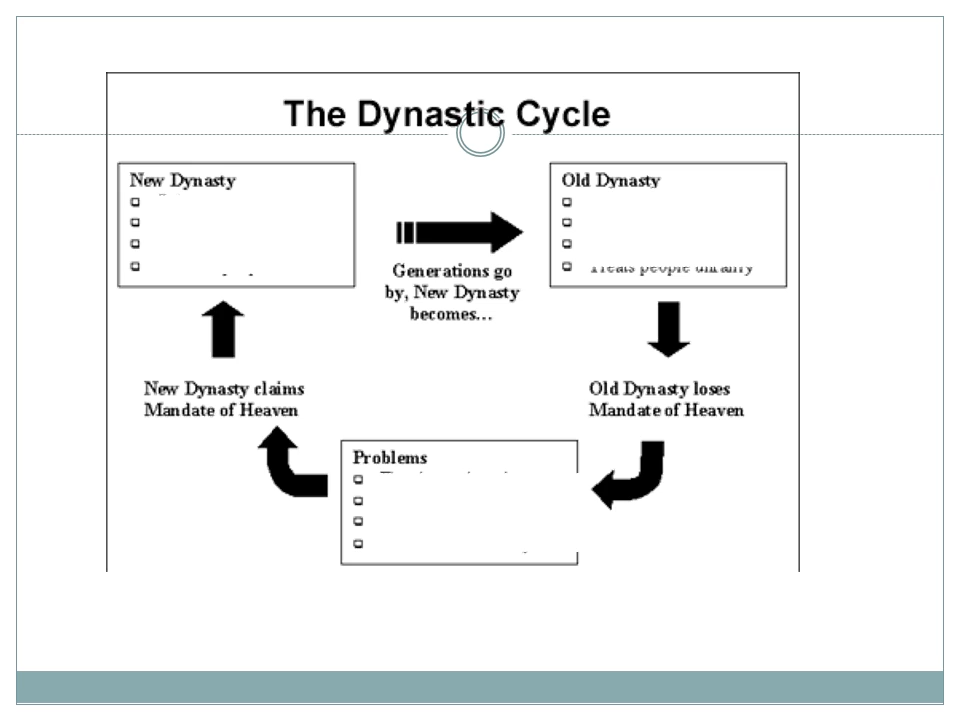 The Dynastic Cycle
New Dynasty
Old Dynasty
Treats people unfairly
Generations go
by, New Dynasty
becomes...
New Dynasty claims
Mandate of Heaven
Old Dynasty loses
Mandate of Heaven
Problems